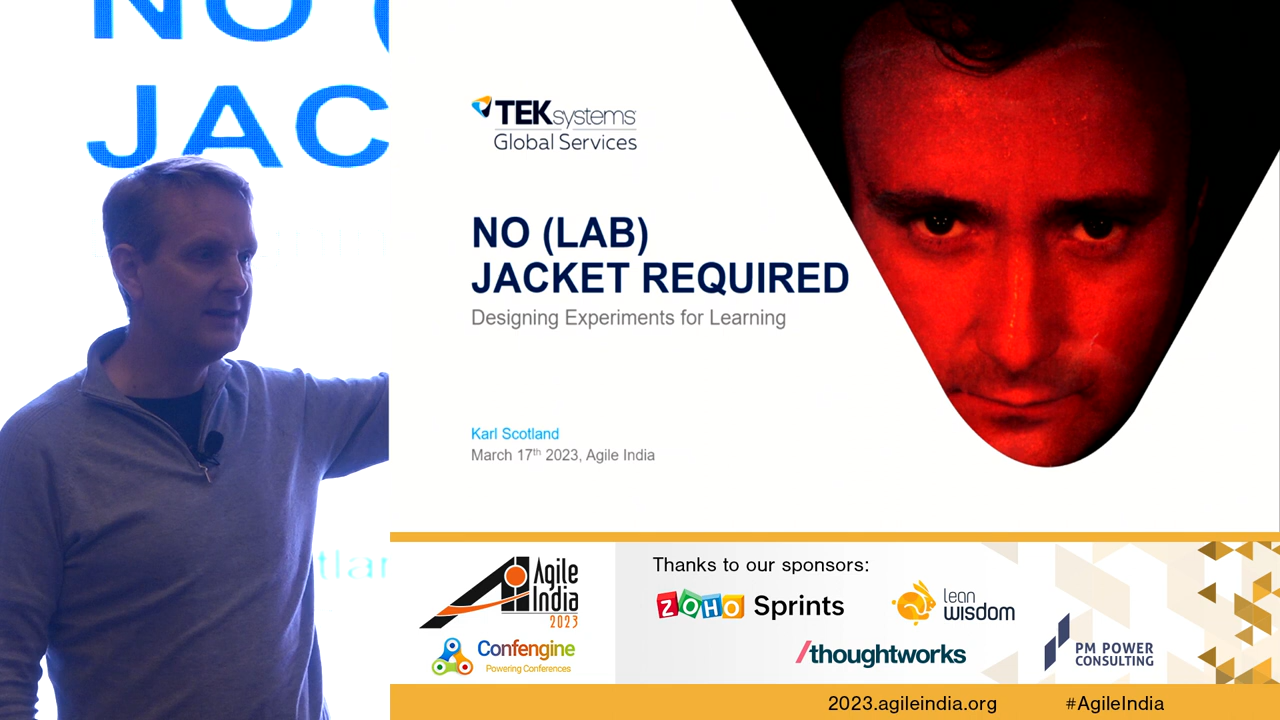 NO (
JAC
tlar
TEKsystems
Global Services
NO (LAB)
JACKET REQUIRED
Designing Experiments for Learning
Karl Scotland
March 17th 2023, Agile India
Agile
India
2023
Confengine
Powering Conferences
Thanks to our sponsors:
ZOHO Sprints
lean
wisdom
/thoughtworks
PM POWER
CONSULTING
2023.agileindia.org
#AgileIndia